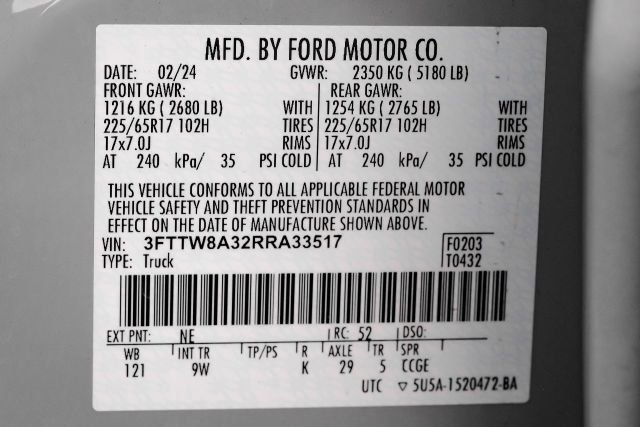 MFD. BY FORD MOTOR CO.
DATE: 02/24 GVWR: 2350 KG ( 5180 LB)
FRONT GAWR: REAR GAWR:
1216 KG ( 2680 LB) WITH 1254 KG ( 2765 LB) WITH
225/65R17 102H TIRES 225/65R17 102H TIRES
17x7.0J RIMS 17x7.0J RIMS
AT 240 kPa/ 35 PSI COLD AT 240 kPa/ 35 PSI COLD
THIS VEHICLE CONFORMS TO ALL APPLICABLE FEDERAL MOTOR
VEHICLE SAFETY AND THEFT PREVENTION STANDARDS IN
EFFECT ON THE DATE OF MANUFACTURE SHOWN ABOVE.
VIN: 3FTTW8A32RRA33517 F0203
TYPE: Truck T0432
EXT PNT: NE RC: 52 DSO:
WB INT TR TP/PS R AXLE TR SPR
121 9W K 29 5 CCGE
UTC ▽ 5U5A-1520472-BA